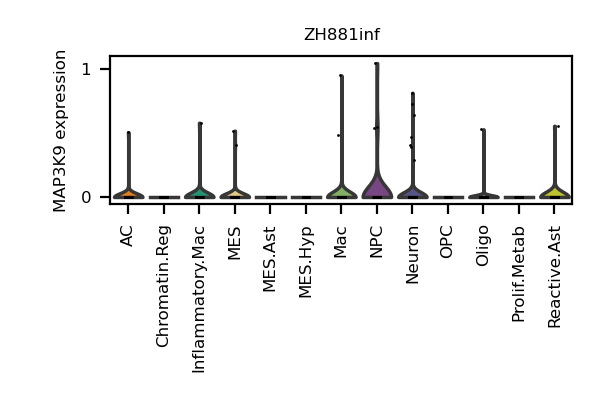 ZH881inf
MAP3K9 expression
1
0
AC
Chromatin.Reg
Inflammatory.Mac
MES
MES.Ast
MES.Hyp
Mac
NPC
Neuron
OPC
Oligo
Prolif.Metab
Reactive.Ast